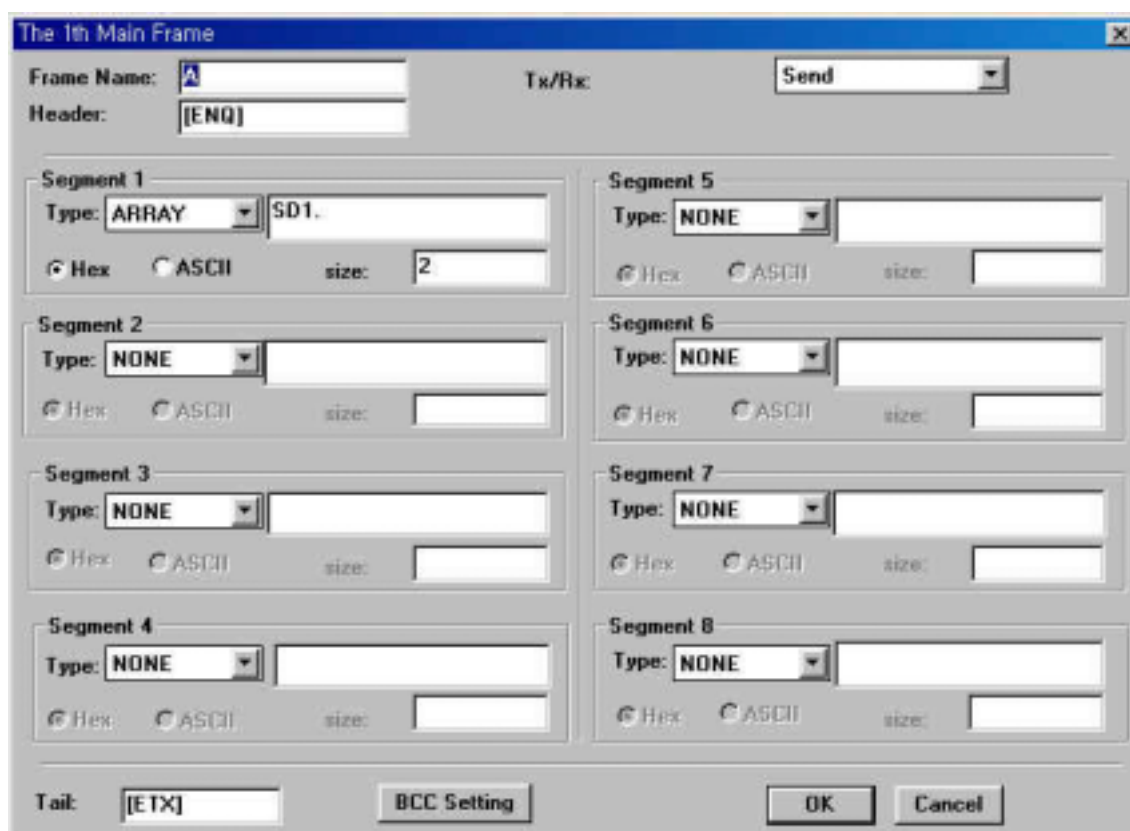 The 1th Main Frame
Frame Name: A
Tx/Rx: Send
Header: [ENQ]
Segment 1
Type: ARRAY SD1.
Hex ASCII size: 2
Segment 2
Type: NONE
Hex ASCII size:
Segment 3
Type: NONE
Hex ASCII size:
Segment 4
Type: NONE
Hex ASCII size:
Segment 5
Type: NONE
Hex ASCII size:
Segment 6
Type: NONE
Hex ASCII size:
Segment 7
Type: NONE
Hex ASCII size:
Segment 8
Type: NONE
Hex ASCII size:
Tail: [ETX]
BCC Setting
OK
Cancel